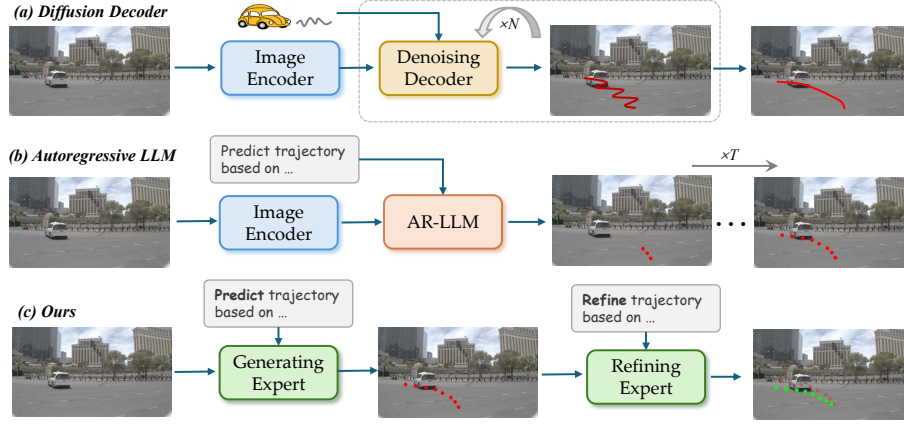 (a) Diffusion Decoder
Image
Encoder
Denoising
Decoder
×N
(b) Autoregressive LLM
Predict trajectory
based on ...
Image
Encoder
AR-LLM
×T
(c) Ours
Predict trajectory
based on ...
Generating
Expert
Refine trajectory
based on ...
Refining
Expert